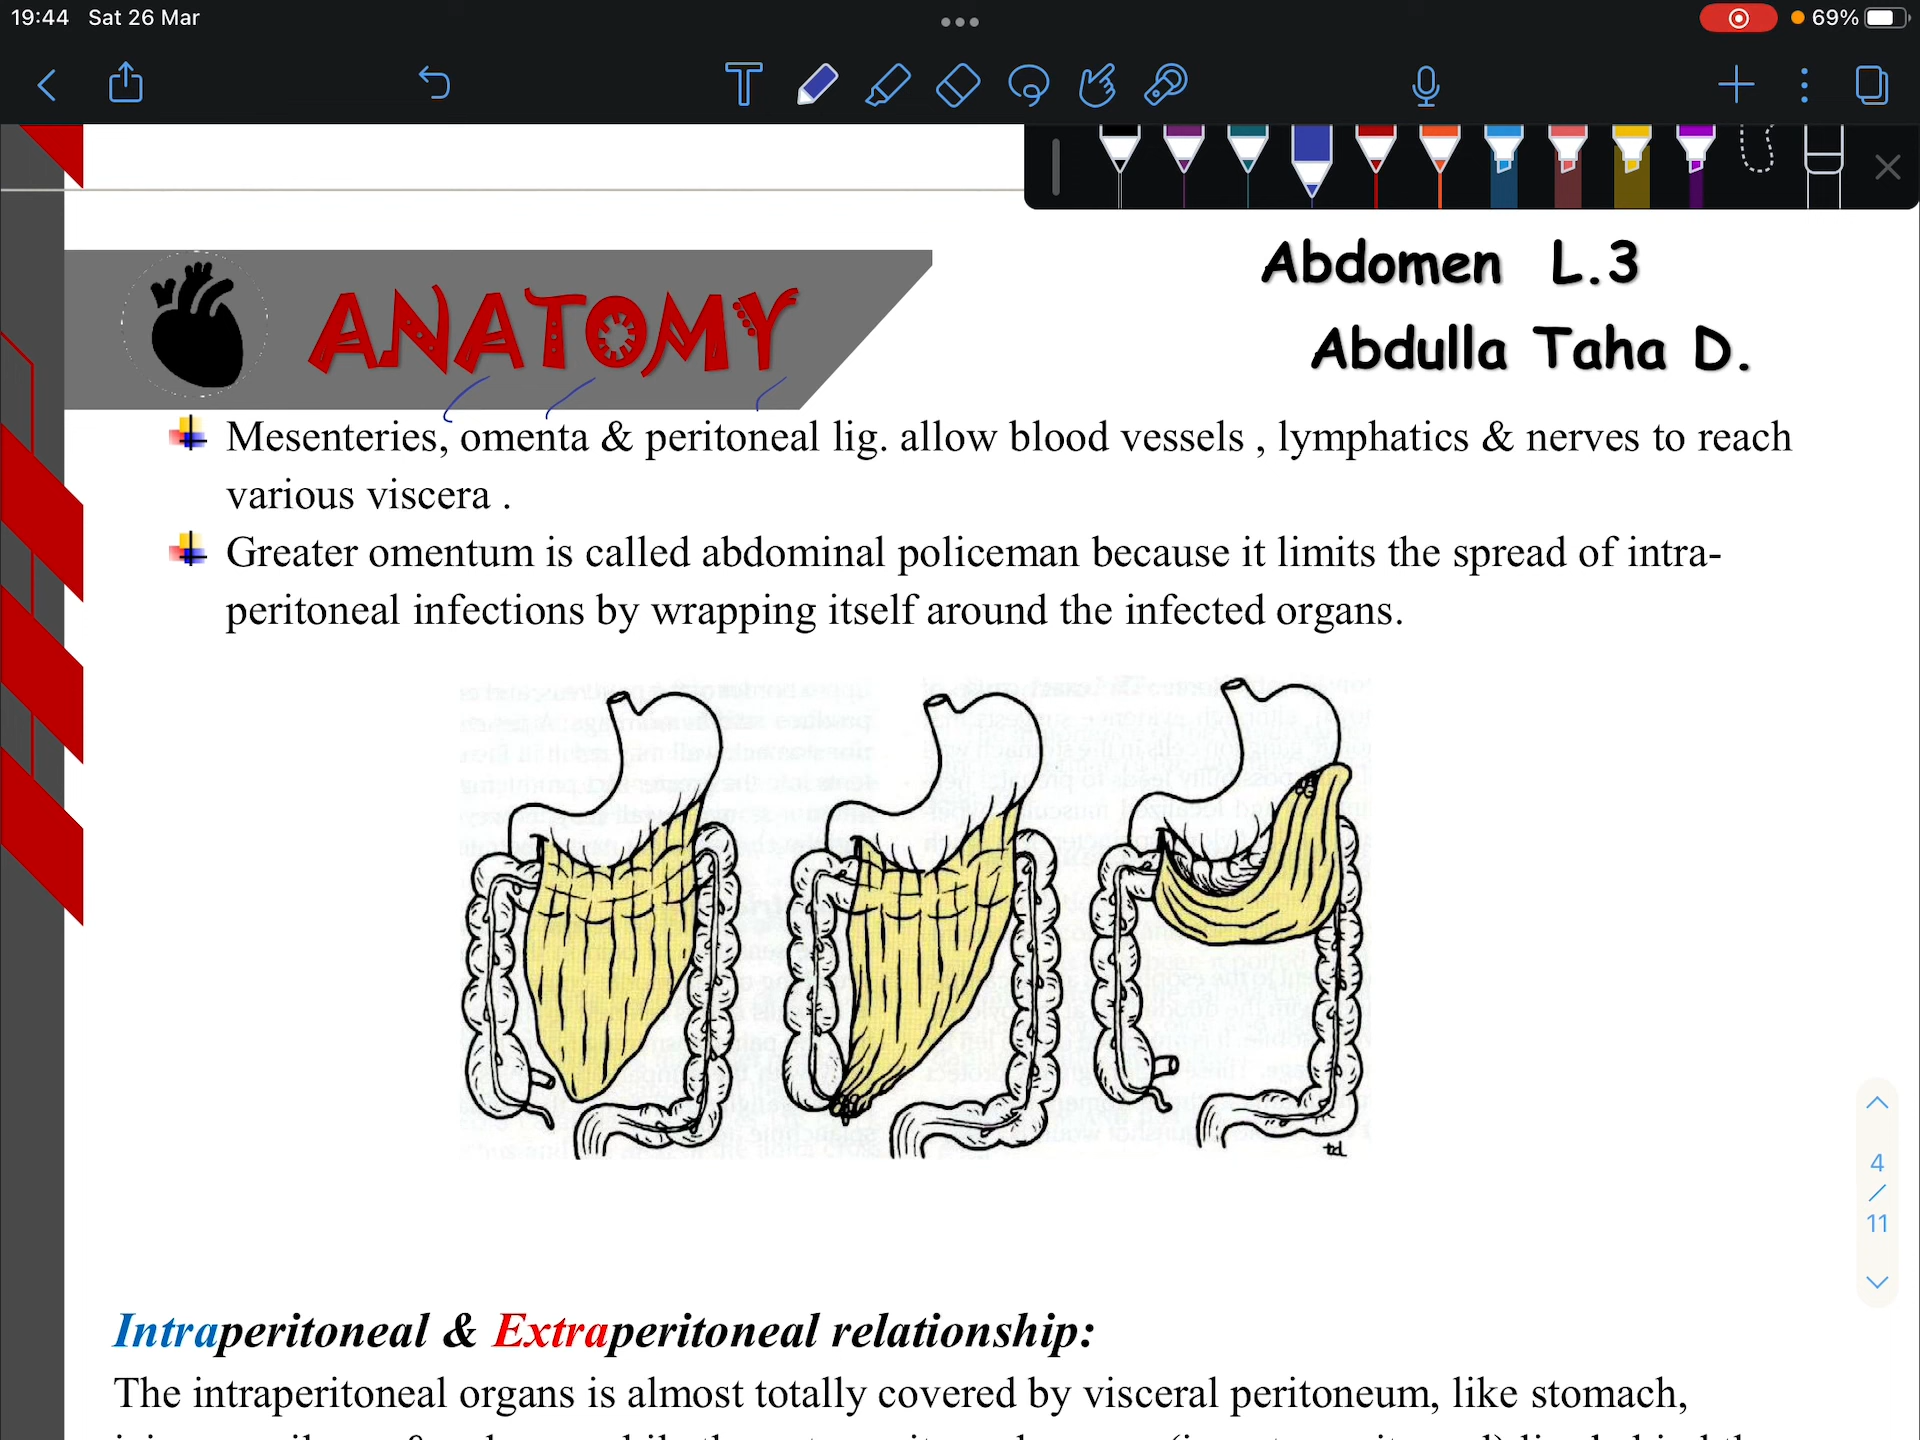 19:44 Sat 26 Mar
69%
T
Abdomen L.3
ANATOMY
Abdulla Taha D.
Mesenteries, omenta & peritoneal lig. allow blood vessels , lymphatics & nerves to reach
various viscera .
Greater omentum is called abdominal policeman because it limits the spread of intra-
peritoneal infections by wrapping itself around the infected organs.
td
4
/
11
Intraperitoneal & Extraperitoneal relationship:
The intraperitoneal organs is almost totally covered by visceral peritoneum, like stomach,